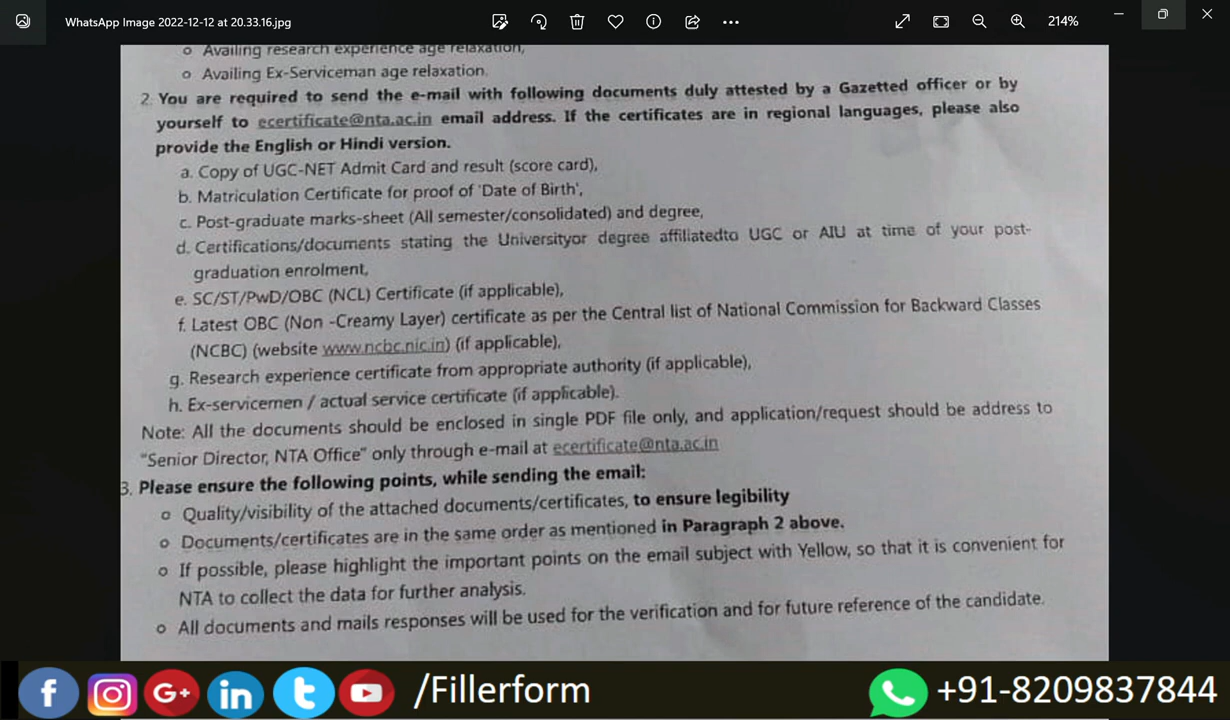 WhatsApp Image 2022-12-12 at 20.33.16.jpg
214%
o Availing research experience age relaxation,
o Availing Ex-Serviceman age relaxation.
2. You are required to send the e-mail with following documents duly attested by a Gazetted officer or by
yourself to ecertificate@nta.ac.in email address. If the certificates are in regional languages, please also
provide the English or Hindi version.
a. Copy of UGC-NET Admit Card and result (score card),
b. Matriculation Certificate for proof of 'Date of Birth',
c. Post-graduate marks-sheet (All semester/consolidated) and degree,
d. Certifications/documents stating the Universityor degree affiliatedto UGC or AIU at time of your post-
graduation enrolment,
e. SC/ST/PwD/OBC (NCL) Certificate (if applicable),
f. Latest OBC (Non -Creamy Layer) certificate as per the Central list of National Commission for Backward Classes
(NCBC) (website www.ncbc.nic.in) (if applicable),
g. Research experience certificate from appropriate authority (if applicable),
h. Ex-servicemen / actual service certificate (if applicable).
Note: All the documents should be enclosed in single PDF file only, and application/request should be address to
"Senior Director, NTA Office" only through e-mail at ecertificate@nta.ac.in
3. Please ensure the following points, while sending the email:
o Quality/visibility of the attached documents/certificates, to ensure legibility
o Documents/certificates are in the same order as mentioned in Paragraph 2 above.
o If possible, please highlight the important points on the email subject with Yellow, so that it is convenient for
NTA to collect the data for further analysis.
o All documents and mails responses will be used for the verification and for future reference of the candidate.
f G+ in t /Fillerform +91-8209837844